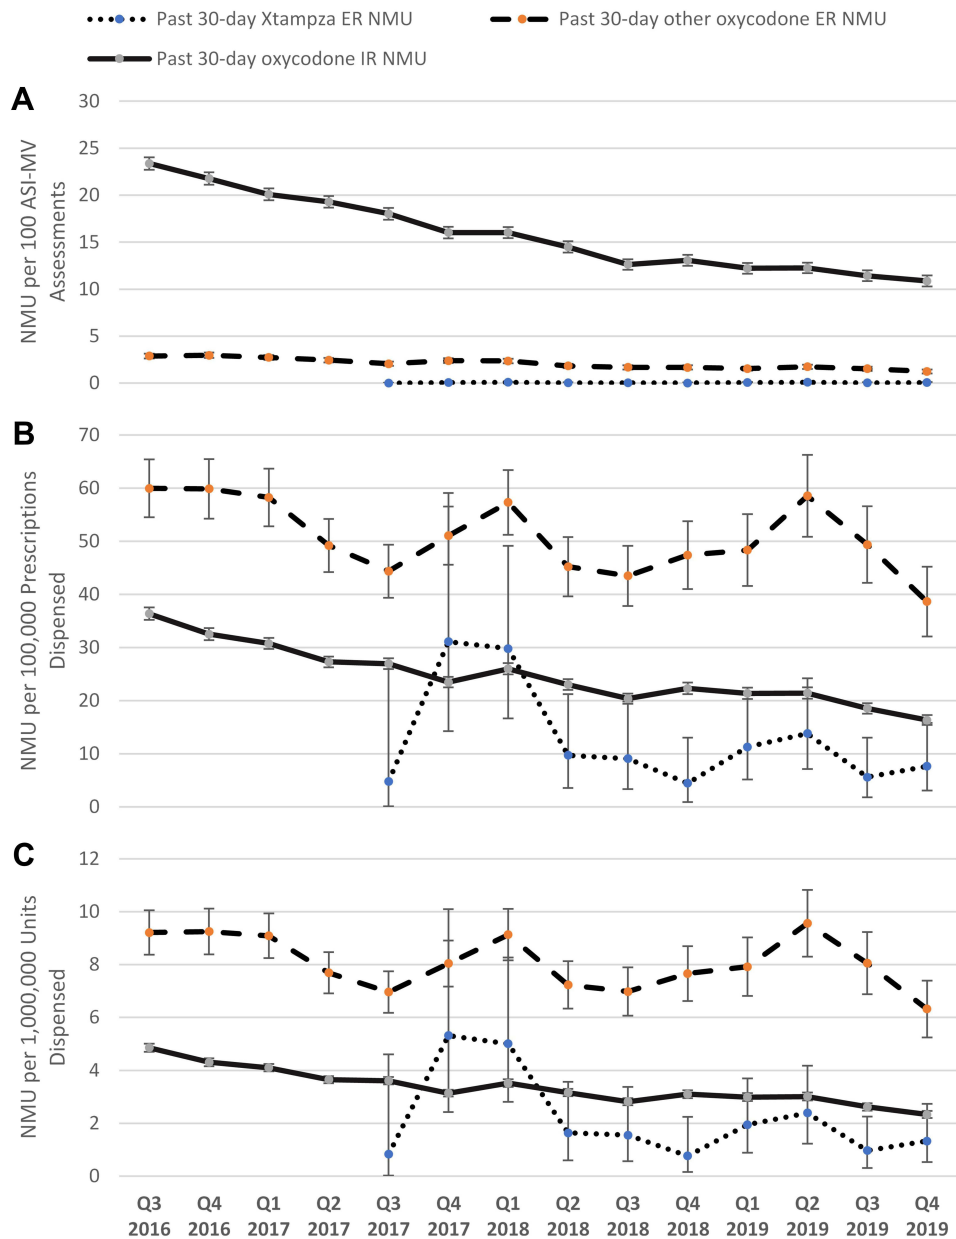 Past 30-day Xtampza ER NMU
Past 30-day other oxycodone ER NMU
Past 30-day oxycodone IR NMU
A
NMU per 100 ASI-MV
Assessments
30
25
20
15
10
5
0
B
NMU per 100,000 Prescriptions
Dispensed
70
60
50
40
30
20
10
0
C
NMU per 1,000,000 Units
Dispensed
12
10
8
6
4
2
0
Q3 Q4 Q1 Q2 Q3 Q4 Q1 Q2 Q3 Q4 Q1 Q2 Q3 Q4
2016 2016 2017 2017 2017 2017 2018 2018 2018 2018 2019 2019 2019 2019